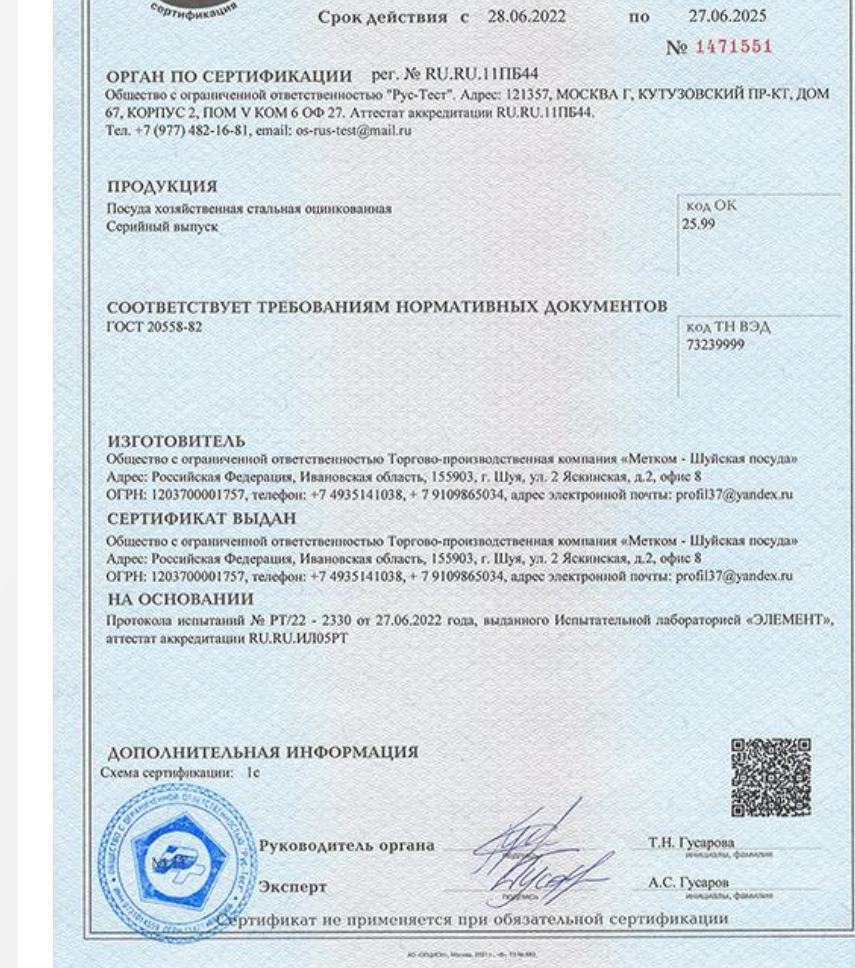 сертификация
Срок действия с 28.06.2022 по 27.06.2025
№ 1471551
ОРГАН ПО СЕРТИФИКАЦИИ рег. № RU.RU.11ПБ44
Общество с ограниченной ответственностью "Рус-Тест". Адрес: 121357, МОСКВА Г, КУТУЗОВСКИЙ ПР-КТ, ДОМ
67, КОРПУС 2, ПОМ V КОМ 6 ОФ 27. Аттестат аккредитации RU.RU.11ПБ44.
Тел. +7 (977) 482-16-81, email: os-rus-test@mail.ru
ПРОДУКЦИЯ
Посуда хозяйственная стальная оцинкованная
Серийный выпуск
код ОК
25.99
СООТВЕТСТВУЕТ ТРЕБОВАНИЯМ НОРМАТИВНЫХ ДОКУМЕНТОВ
ГОСТ 20558-82
код ТН ВЭД
73239999
ИЗГОТОВИТЕЛЬ
Общество с ограниченной ответственностью Торгово-производственная компания «Метком - Шуйская посуда»
Адрес: Российская Федерация, Ивановская область, 155903, г. Шуя, ул. 2 Яскинская, д.2, офис 8
ОГРН: 1203700001757, телефон: +7 4935141038, + 7 9109865034, адрес электронной почты: profil37@yandex.ru
СЕРТИФИКАТ ВЫДАН
Общество с ограниченной ответственностью Торгово-производственная компания «Метком - Шуйская посуда»
Адрес: Российская Федерация, Ивановская область, 155903, г. Шуя, ул. 2 Яскинская, д.2, офис 8
ОГРН: 1203700001757, телефон: +7 4935141038, + 7 9109865034, адрес электронной почты: profil37@yandex.ru
НА ОСНОВАНИИ
Протокола испытаний № РТ/22 - 2330 от 27.06.2022 года, выданного Испытательной лабораторией «ЭЛЕМЕНТ»,
аттестат аккредитации RU.RU.ИЛ05РТ
ДОПОЛНИТЕЛЬНАЯ ИНФОРМАЦИЯ
Схема сертификации: 1с
Руководитель органа
Т.Н. Гусарова
инициалы, фамилия
Эксперт
подпись
А.С. Гусаров
инициалы, фамилия
Сертификат не применяется при обязательной сертификации